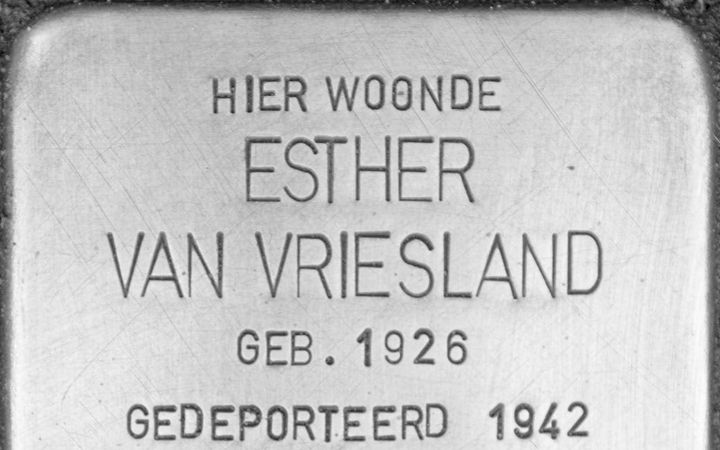 HIER WOONDE
ESTHER
VAN VRIESLAND
GEB. 1926
GEDEPORTEERD 1942